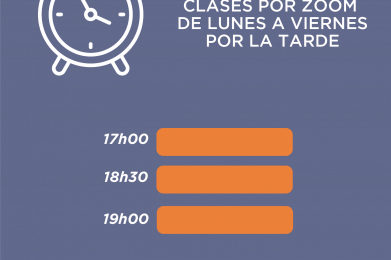 CLASES POR ZOOM
DE LUNES A VIERNES
POR LA TARDE
17h00
18h30
19h00